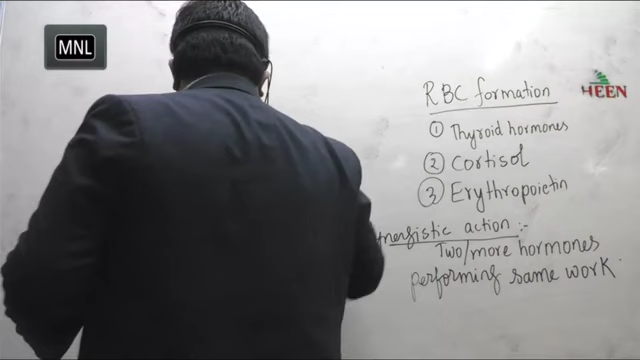 MNL
HEEN
RBC formation
① Thyroid hormones
② Cortisol
③ Erythropoietin
nergistic action :-
Two/more hormones
performing same work.